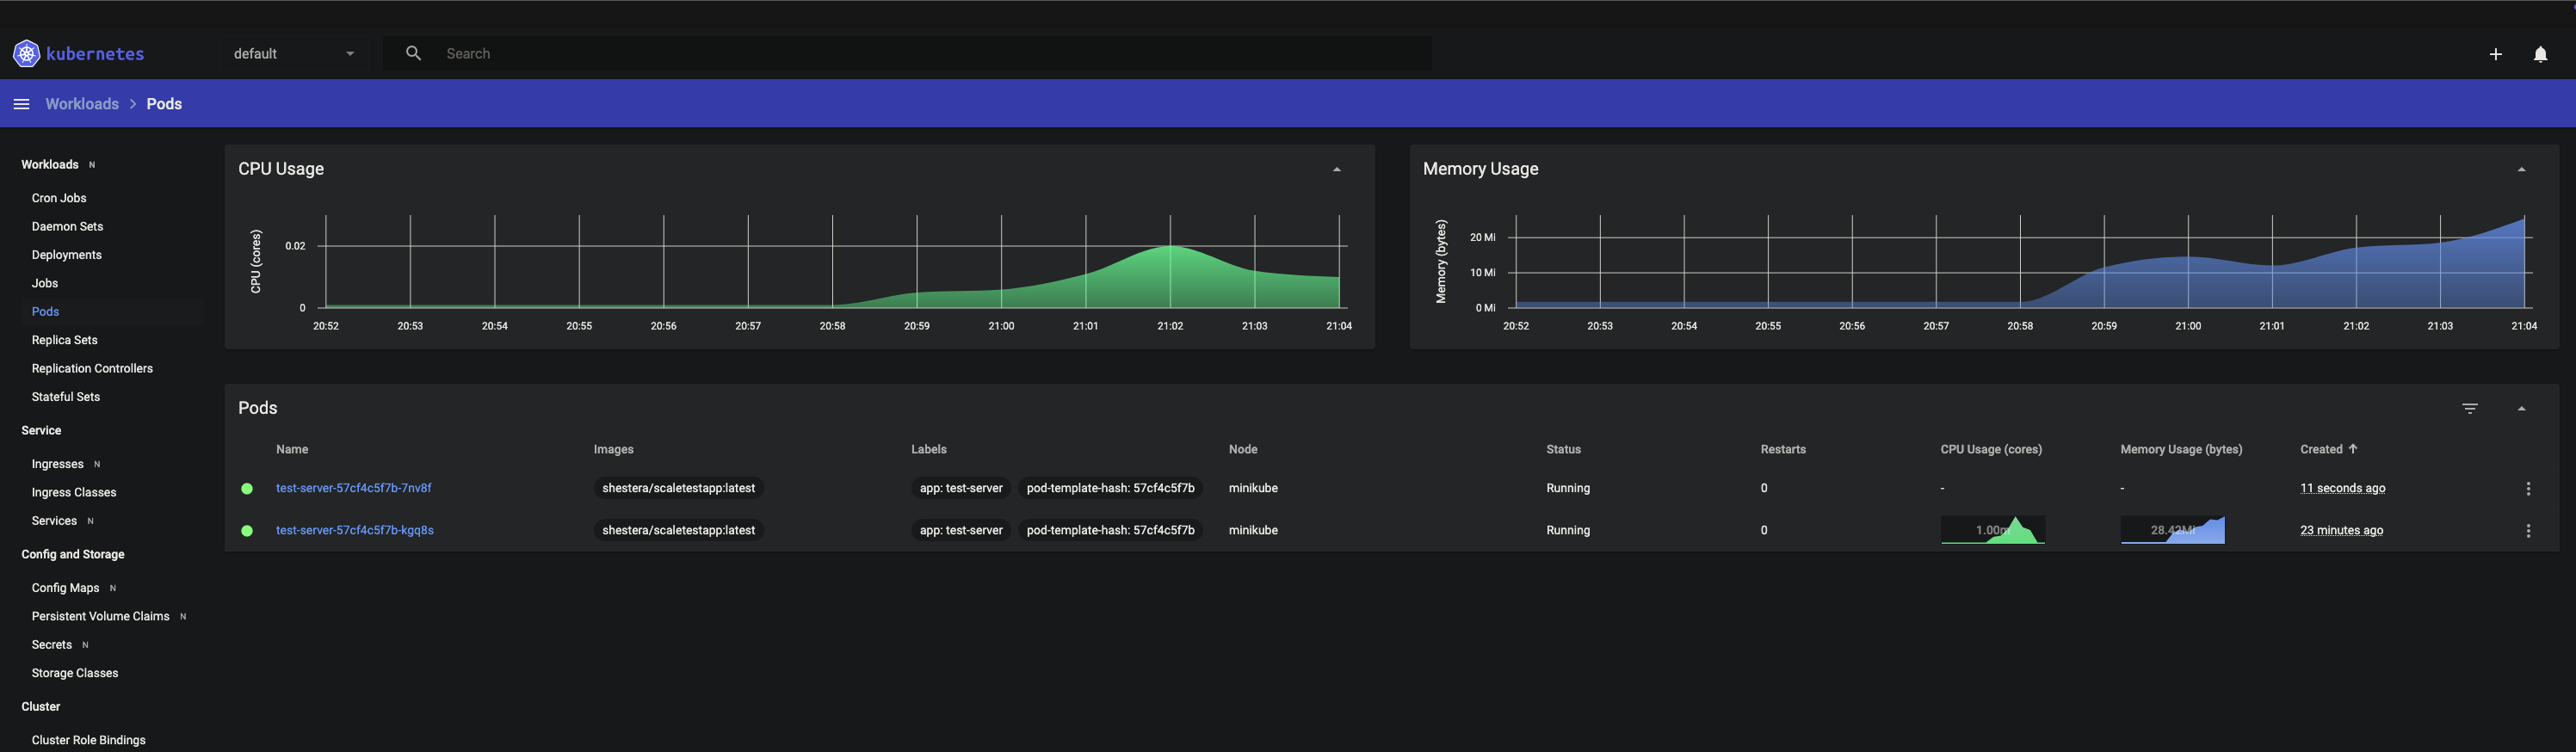 kubernetes
default
Search
Workloads > Pods
Workloads N
Cron Jobs
Daemon Sets
Deployments
Jobs
Pods
Replica Sets
Replication Controllers
Stateful Sets
Service
Ingresses N
Ingress Classes
Services N
Config and Storage
Config Maps N
Persistent Volume Claims N
Secrets N
Storage Classes
Cluster
Cluster Role Bindings
CPU Usage
CPU (cores)
0.02
0
20:52 20:53 20:54 20:55 20:56 20:57 20:58 20:59 21:00 21:01 21:02 21:03 21:04
Memory Usage
Memory (bytes)
20 Mi
10 Mi
0 Mi
20:52 20:53 20:54 20:55 20:56 20:57 20:58 20:59 21:00 21:01 21:02 21:03 21:04
Pods
Name Images Labels Node Status Restarts CPU Usage (cores) Memory Usage (bytes) Created
test-server-57cf4c5f7b-7nv8f shestera/scaletestapp:latest app: test-server pod-template-hash: 57cf4c5f7b minikube Running 0 - - 11 seconds ago
test-server-57cf4c5f7b-kgq8s shestera/scaletestapp:latest app: test-server pod-template-hash: 57cf4c5f7b minikube Running 0 1.00m 28.42Mi 23 minutes ago